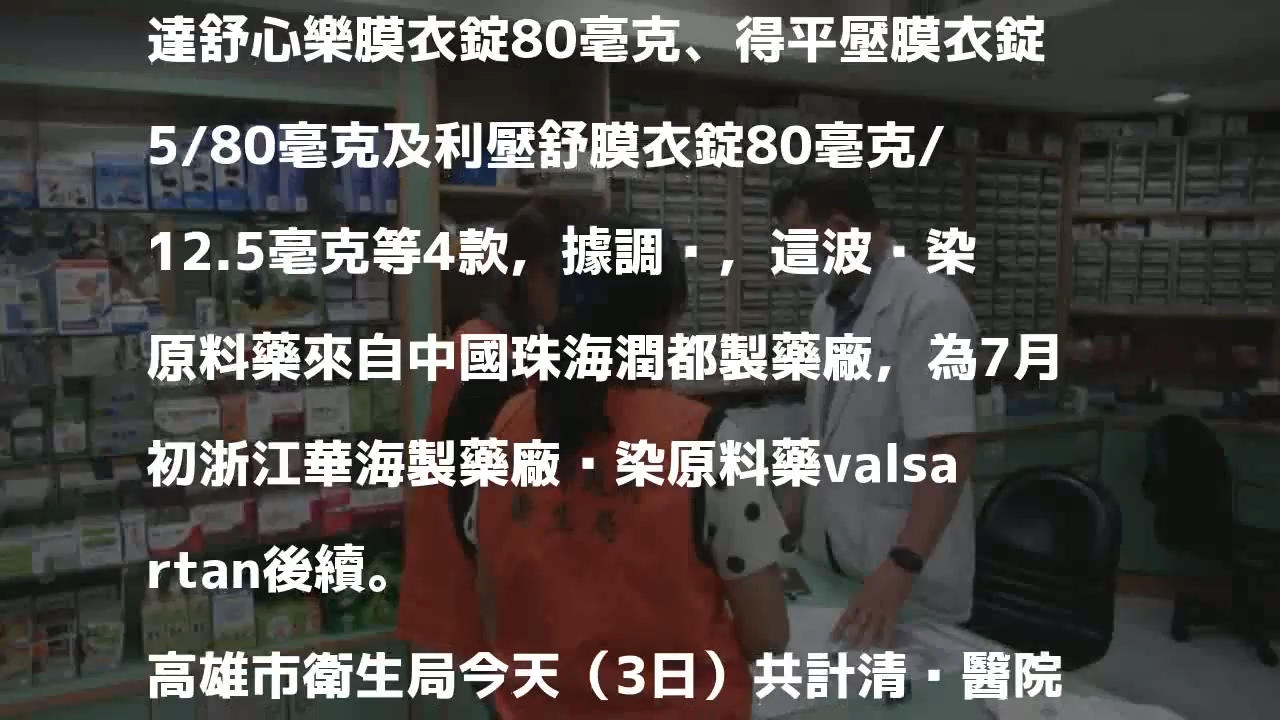 達舒心樂膜衣錠80毫克、得平壓膜衣錠
5/80毫克及利壓舒膜衣錠80毫克/
12.5毫克等4款，據調·，這波·染
原料藥來自中國珠海潤都製藥廠，為7月
初浙江華海製藥廠·染原料藥valsa
rtan後續。
高雄市衛生局今天（3日）共計清·醫院
衛生局